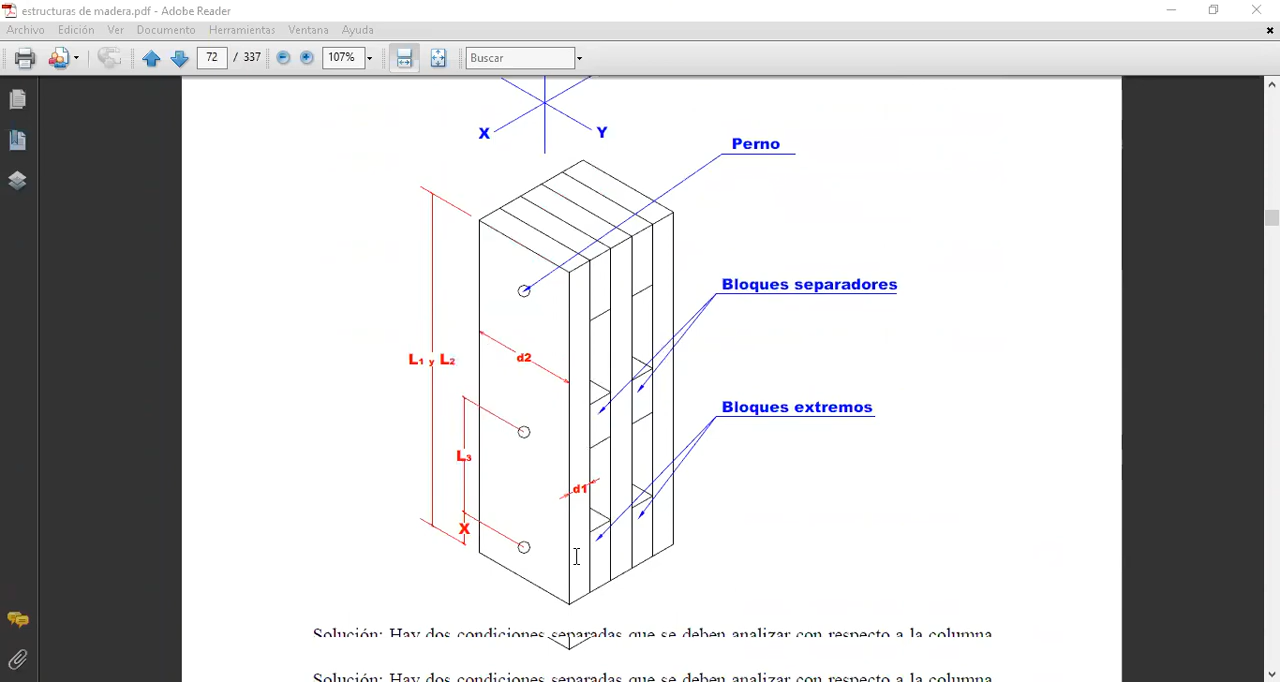 estructuras de madera.pdf - Adobe Reader
Archivo Edición Ver Documento Herramientas Ventana Ayuda
72 / 337 107% Buscar
X Y
Perno
Bloques separadores
L1 y L2
d2
Bloques extremos
L3
d1
X
Solución: Hay dos condiciones separadas que se deben analizar con respecto a la columna
Solución: Hay dos condiciones separadas que se deben analizar con respecto a la columna